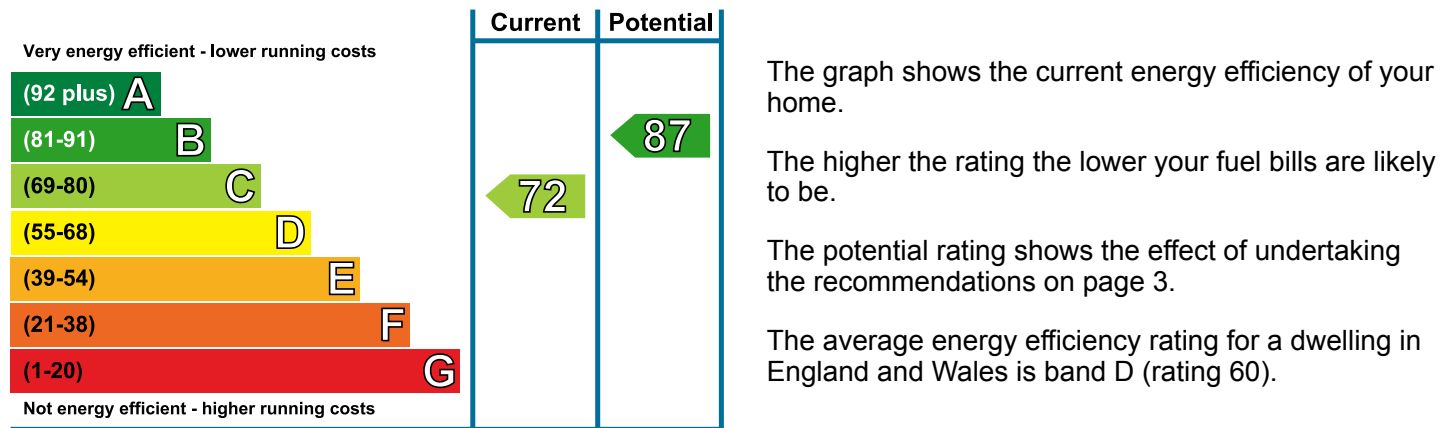 Current Potential
Very energy efficient - lower running costs
(92 plus) A
(81-91) B
87
(69-80) C
72
(55-68) D
(39-54) E
(21-38) F
(1-20) G
Not energy efficient - higher running costs
The graph shows the current energy efficiency of your
home.
The higher the rating the lower your fuel bills are likely
to be.
The potential rating shows the effect of undertaking
the recommendations on page 3.
The average energy efficiency rating for a dwelling in
England and Wales is band D (rating 60).